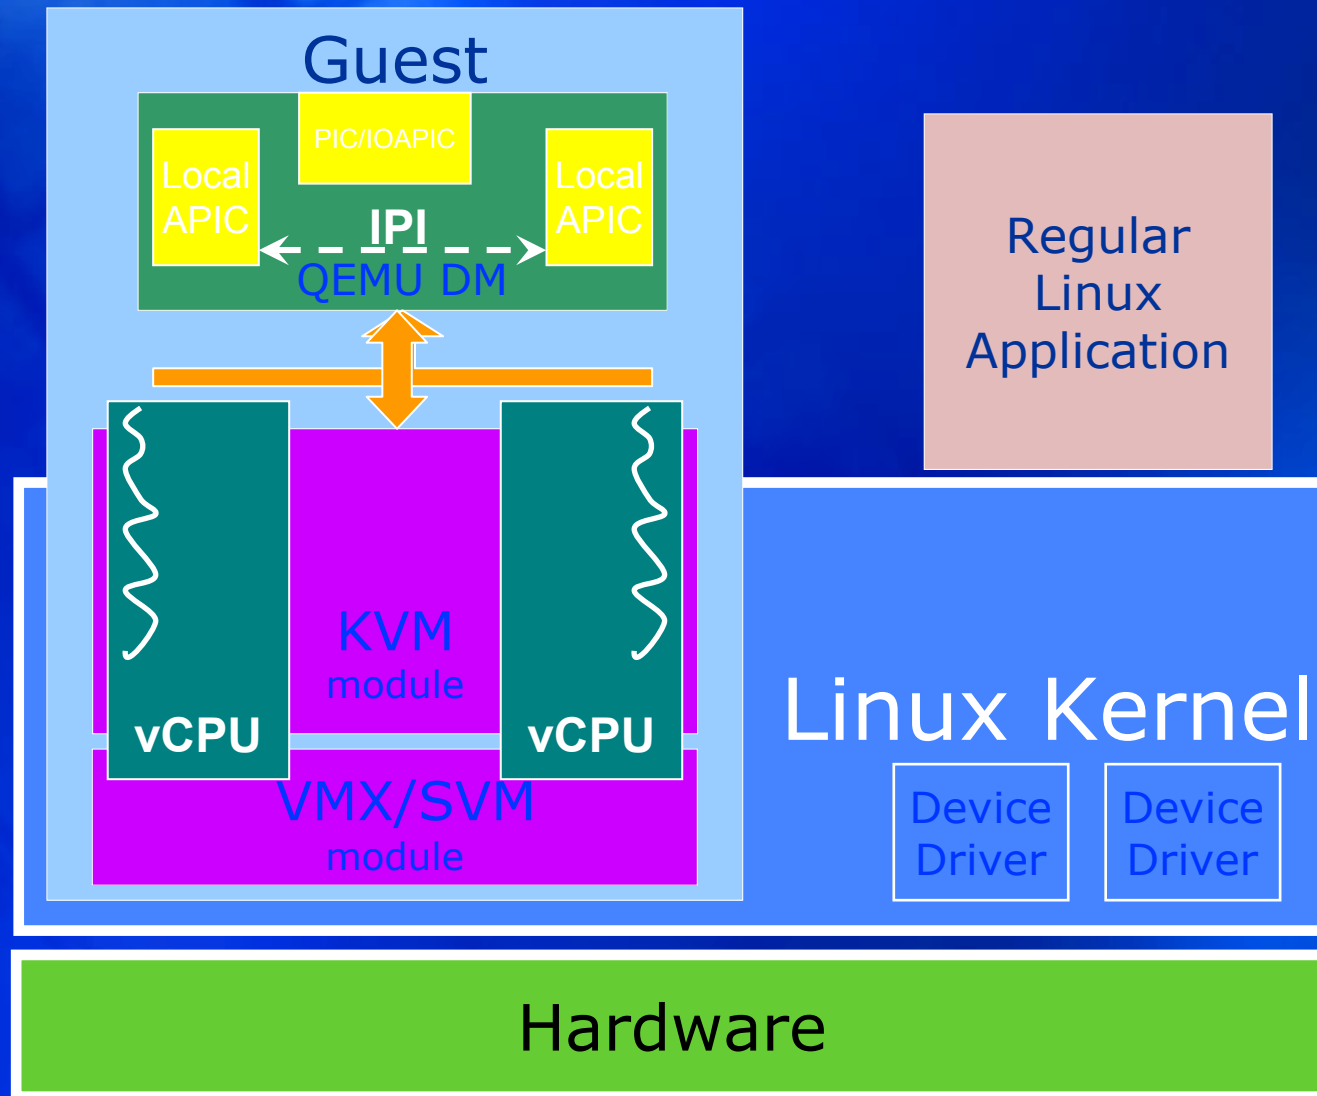 Guest
PIC/IOAPIC
Local
APIC
Local
APIC
IPI
QEMU DM
Regular
Linux
Application
KVM
module
vCPU
vCPU
VMX/SVM
module
Linux Kernel
Device
Driver
Device
Driver
Hardware